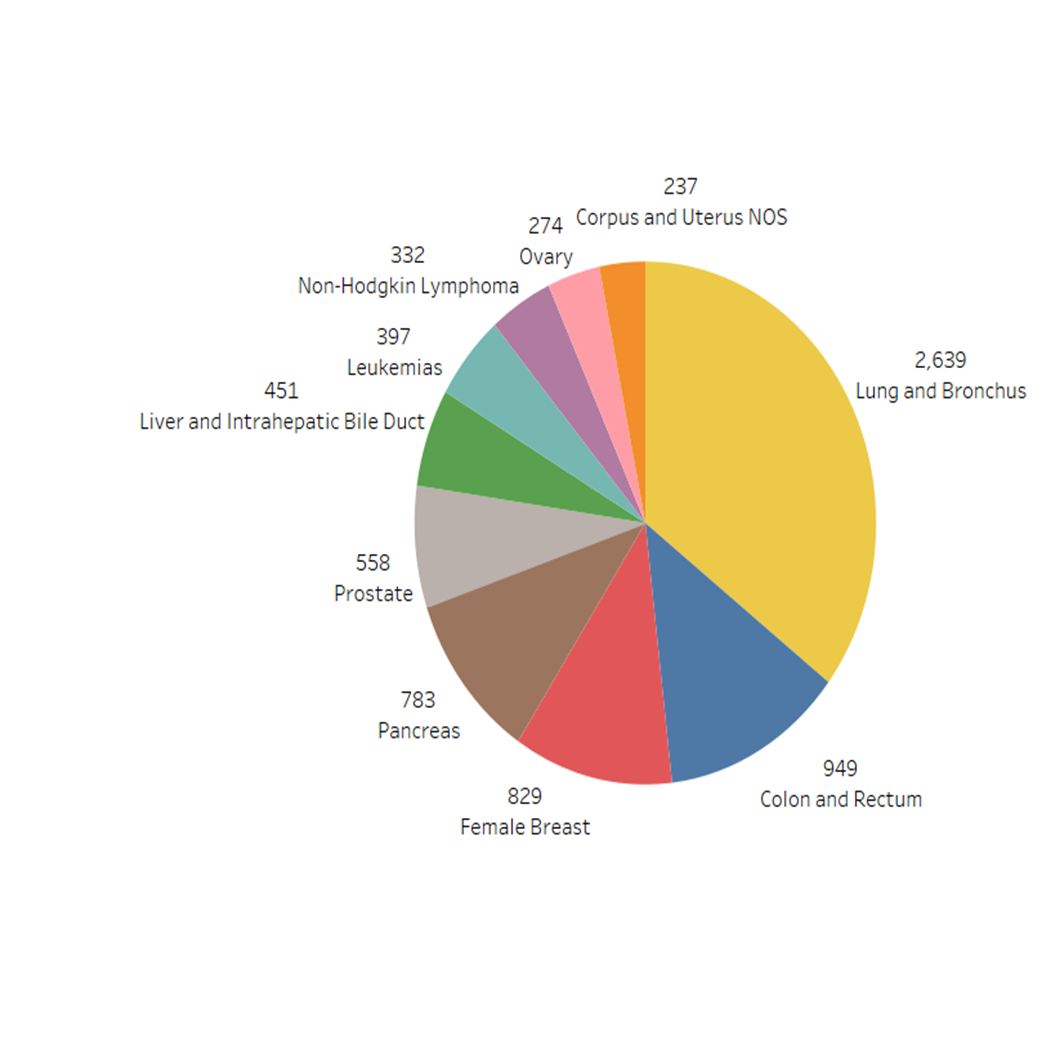 237
Corpus and Uterus NOS
274
Ovary
332
Non-Hodgkin Lymphoma
397
Leukemias
451
Liver and Intrahepatic Bile Duct
2,639
Lung and Bronchus
558
Prostate
783
Pancreas
949
Colon and Rectum
829
Female Breast